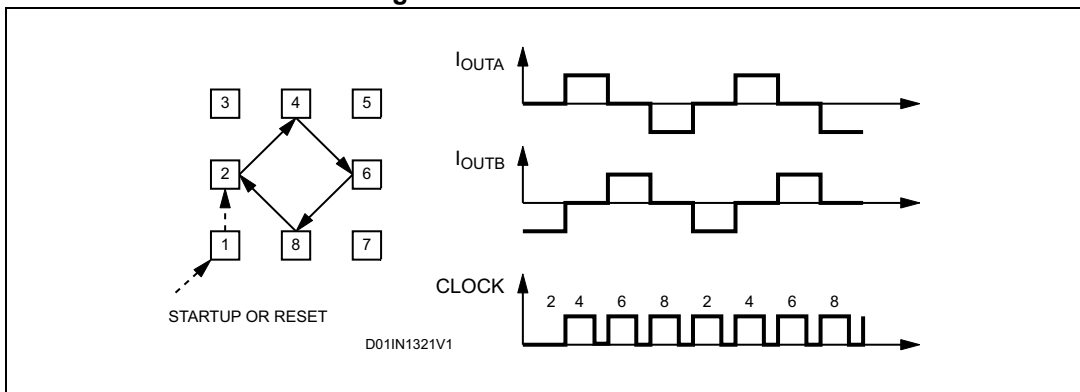 3 4 5
2 6
1 8 7
STARTUP OR RESET
D01IN1321V1
IOUTA
IOUTB
CLOCK
2 4 6 8 2 4 6 8